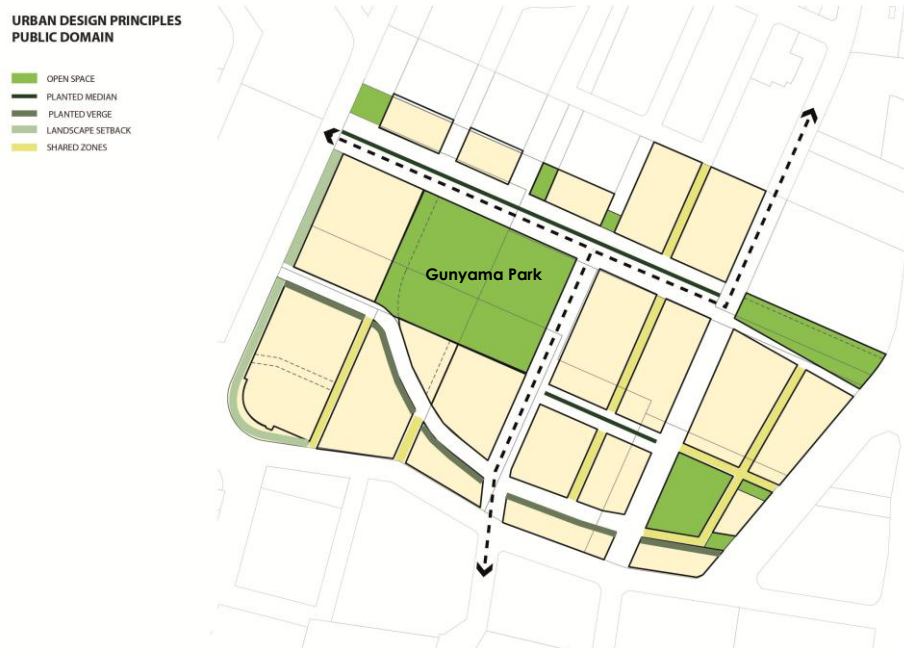 URBAN DESIGN PRINCIPLES
PUBLIC DOMAIN
OPEN SPACE
PLANTED MEDIAN
PLANTED VERGE
LANDSCAPE SETBACK
SHARED ZONES
Gunyama Park